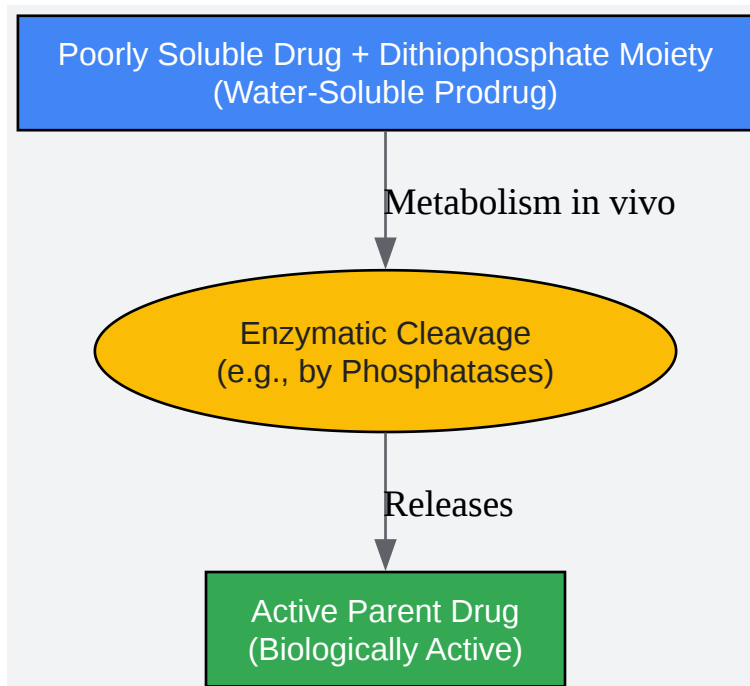 Poorly Soluble Drug + Dithiophosphate Moiety
(Water-Soluble Prodrug)
Metabolism in vivo
Enzymatic Cleavage
(e.g., by Phosphatases)
Releases
Active Parent Drug
(Biologically Active)